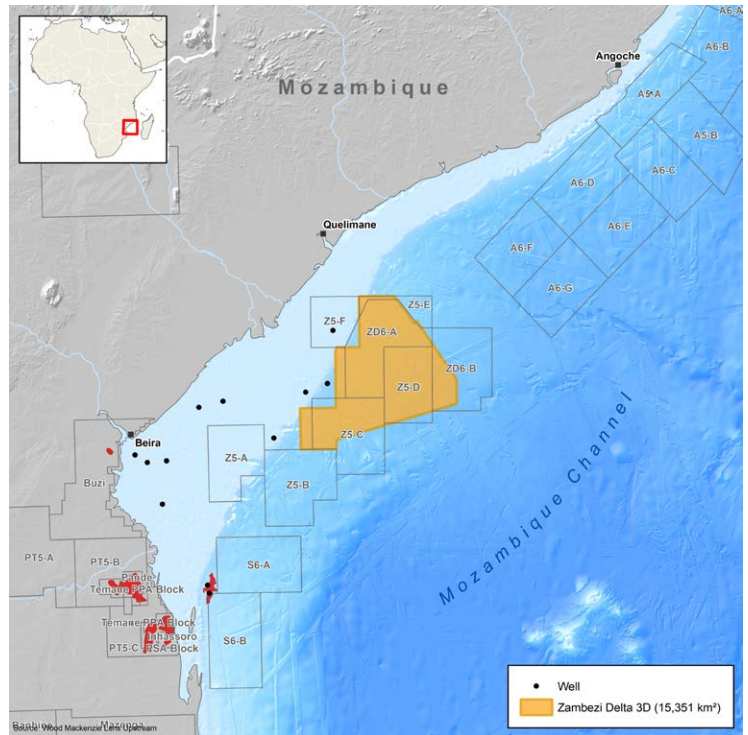 A6-A
A6-B
Angoche
Mozambique
A5-A
A5-B
A6-C
A6-D
Quelimane
A6-E
A6-F
A6-G
Z5-E
Z5-F
ZD6-A
ZD6-B
Z5-D
Mozambique Channel
Beira
Z5-C
Z5-A
Buzi
Z5-B
PT5-A
PT5-B
S6-A
Pande
Temane PPA Block
Temane PPA Block
Inhassoro
PT5-C
PSA Block
S6-B
Well
Zambezi Delta 3D (15,351 km²)
Source: Wood Mackenzie Lens Upstream